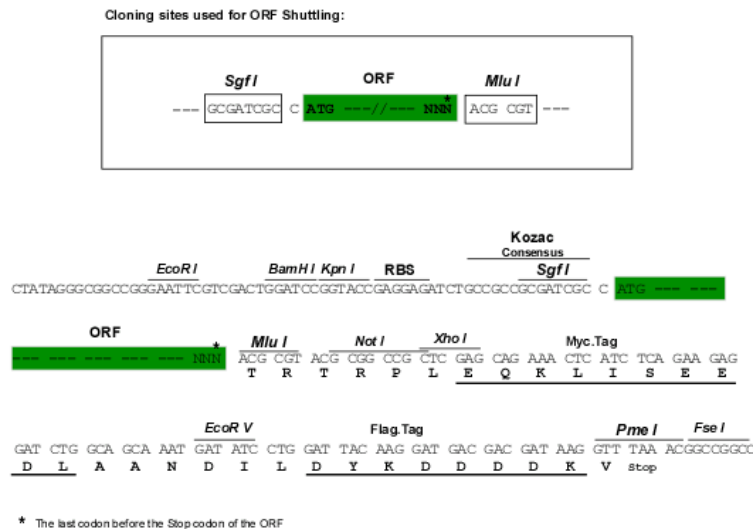 Cloning sites used for ORF Shuttling:
Sgf I ORF Mlu I
--- GCGATCGC C ATG ---//--- NNN* ACG CGT ---
Kozac
Consensus
EcoR I BamH I Kpn I RBS Sgf I
CTATAGGGCGGCCGGGAATTCGTCGACTGGATCCGGTACCGAGGAGATCTGCCGCCGCGATCGC C ATG --- ---
ORF Mlu I Not I Xho I Myc.Tag
--- --- --- --- --- --- NNN* ACG CGT ACG CGG CCG CTC GAG CAG AAA CTC ATC TCA GAA GAG
T R T R P L E Q K L I S E E
EcoR V Flag.Tag Pme I Fse I
GAT CTG GCA GCA AAT GAT ATC CTG GAT TAC AAG GAT GAC GAC GAT AAG GTT TAA ACGGCCGGCC
D L A A N D I L D Y K D D D D K V Stop
* The last codon before the Stop codon of the ORF